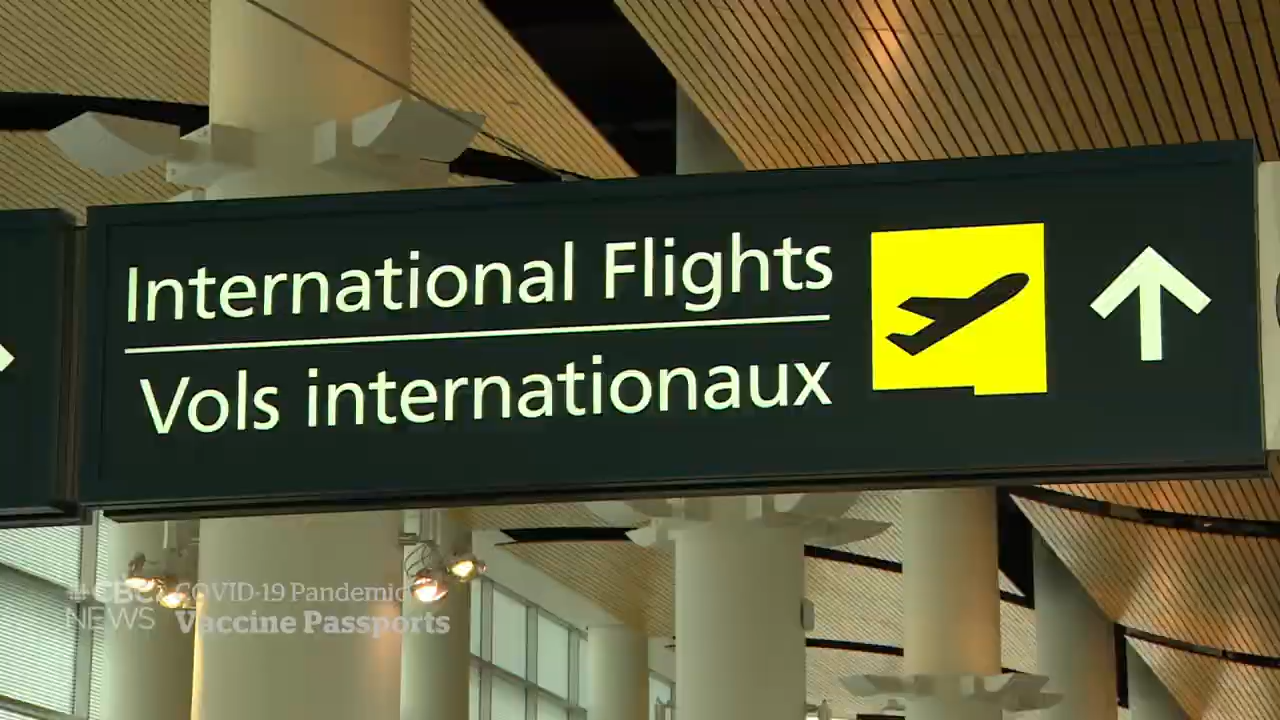 International Flights
Vols internationaux
CBC NEWS
COVID-19 Pandemic
Vaccine Passports